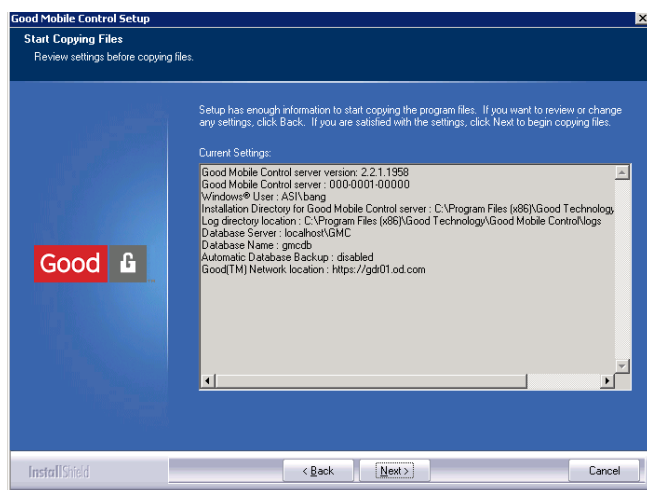 Good Mobile Control Setup
Start Copying Files
Review settings before copying files.
Setup has enough information to start copying the program files. If you want to review or change
any settings, click Back. If you are satisfied with the settings, click Next to begin copying files.
Current Settings:
Good Mobile Control server version: 2.2.1.1958
Good Mobile Control server : 000-0001-00000
Windows® User : ASI\bang
Installation Directory for Good Mobile Control server : C:\Program Files (x86)\Good Technology
Log directory location : C:\Program Files (x86)\Good Technology\Good Mobile Control\logs
Database Server : localhost\GMC
Database Name : gmcdb
Automatic Database Backup : disabled
Good(TM) Network location : https://gdr01.od.com
Good
InstallShield
< Back
Next >
Cancel